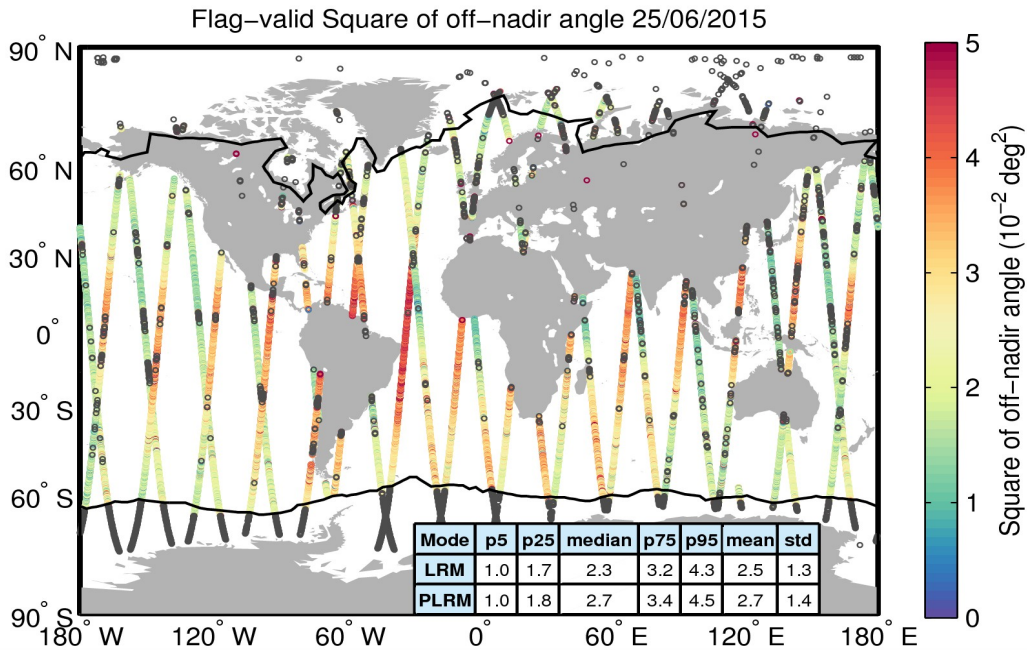 Flag−valid Square of off−nadir angle 25/06/2015
90° N
60° N
30° N
0°
30° S
60° S
90° S
180° W
120° W
60° W
0°
60° E
120° E
180° E
Mode p5 p25 median p75 p95 mean std
LRM 1.0 1.7 2.3 3.2 4.3 2.5 1.3
PLRM 1.0 1.8 2.7 3.4 4.5 2.7 1.4
5
4
3
2
1
0
Square of off−nadir angle (10⁻² deg²)